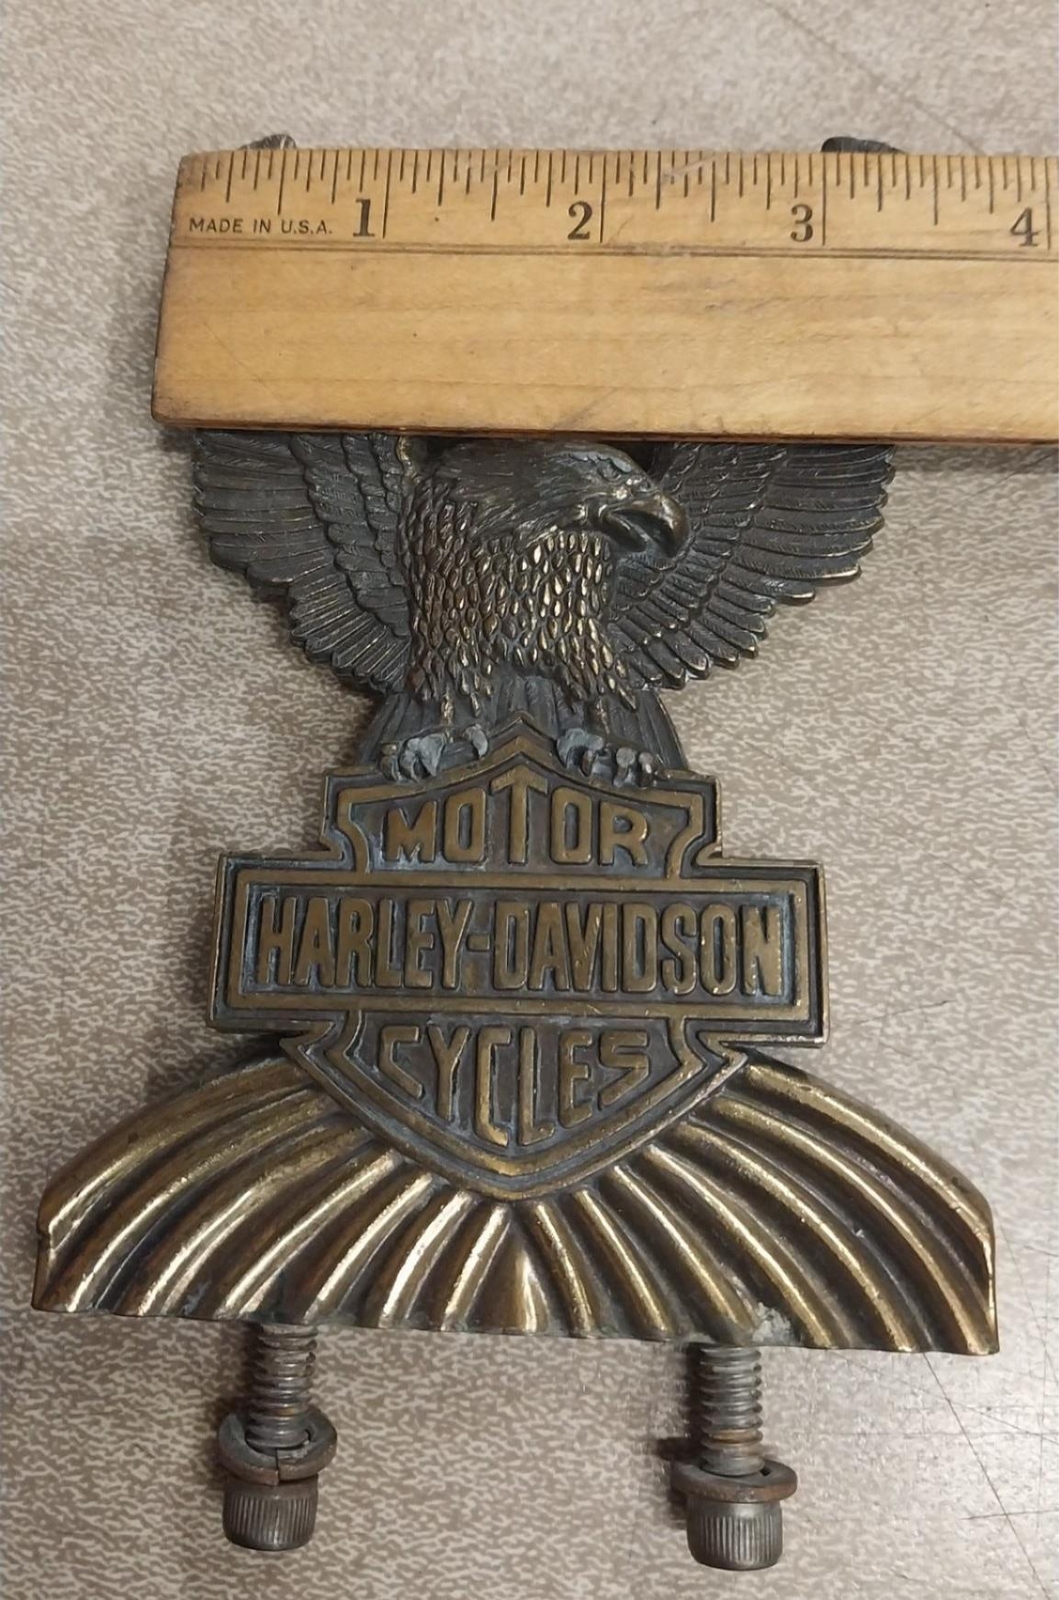 MADE IN U.S.A. 1 2 3 4
MOTOR
HARLEY-DAVIDSON
CYCLES